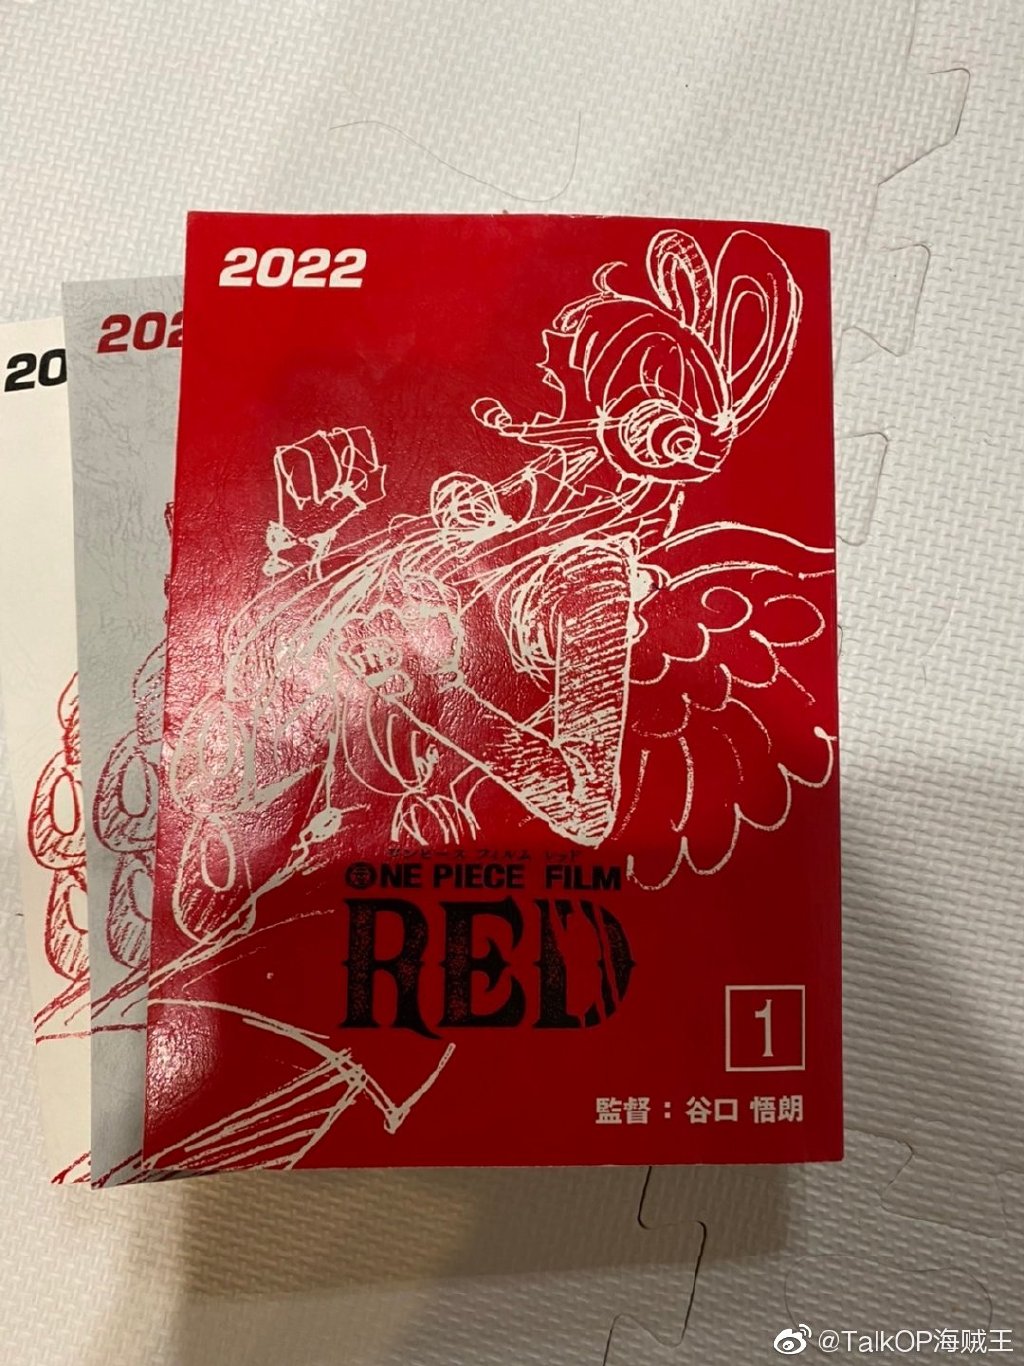 2022
202
20
ワンピース フィルム レッド
ONE PIECE FILM
RED
1
監督：谷口 悟朗
@TalkOP海贼王